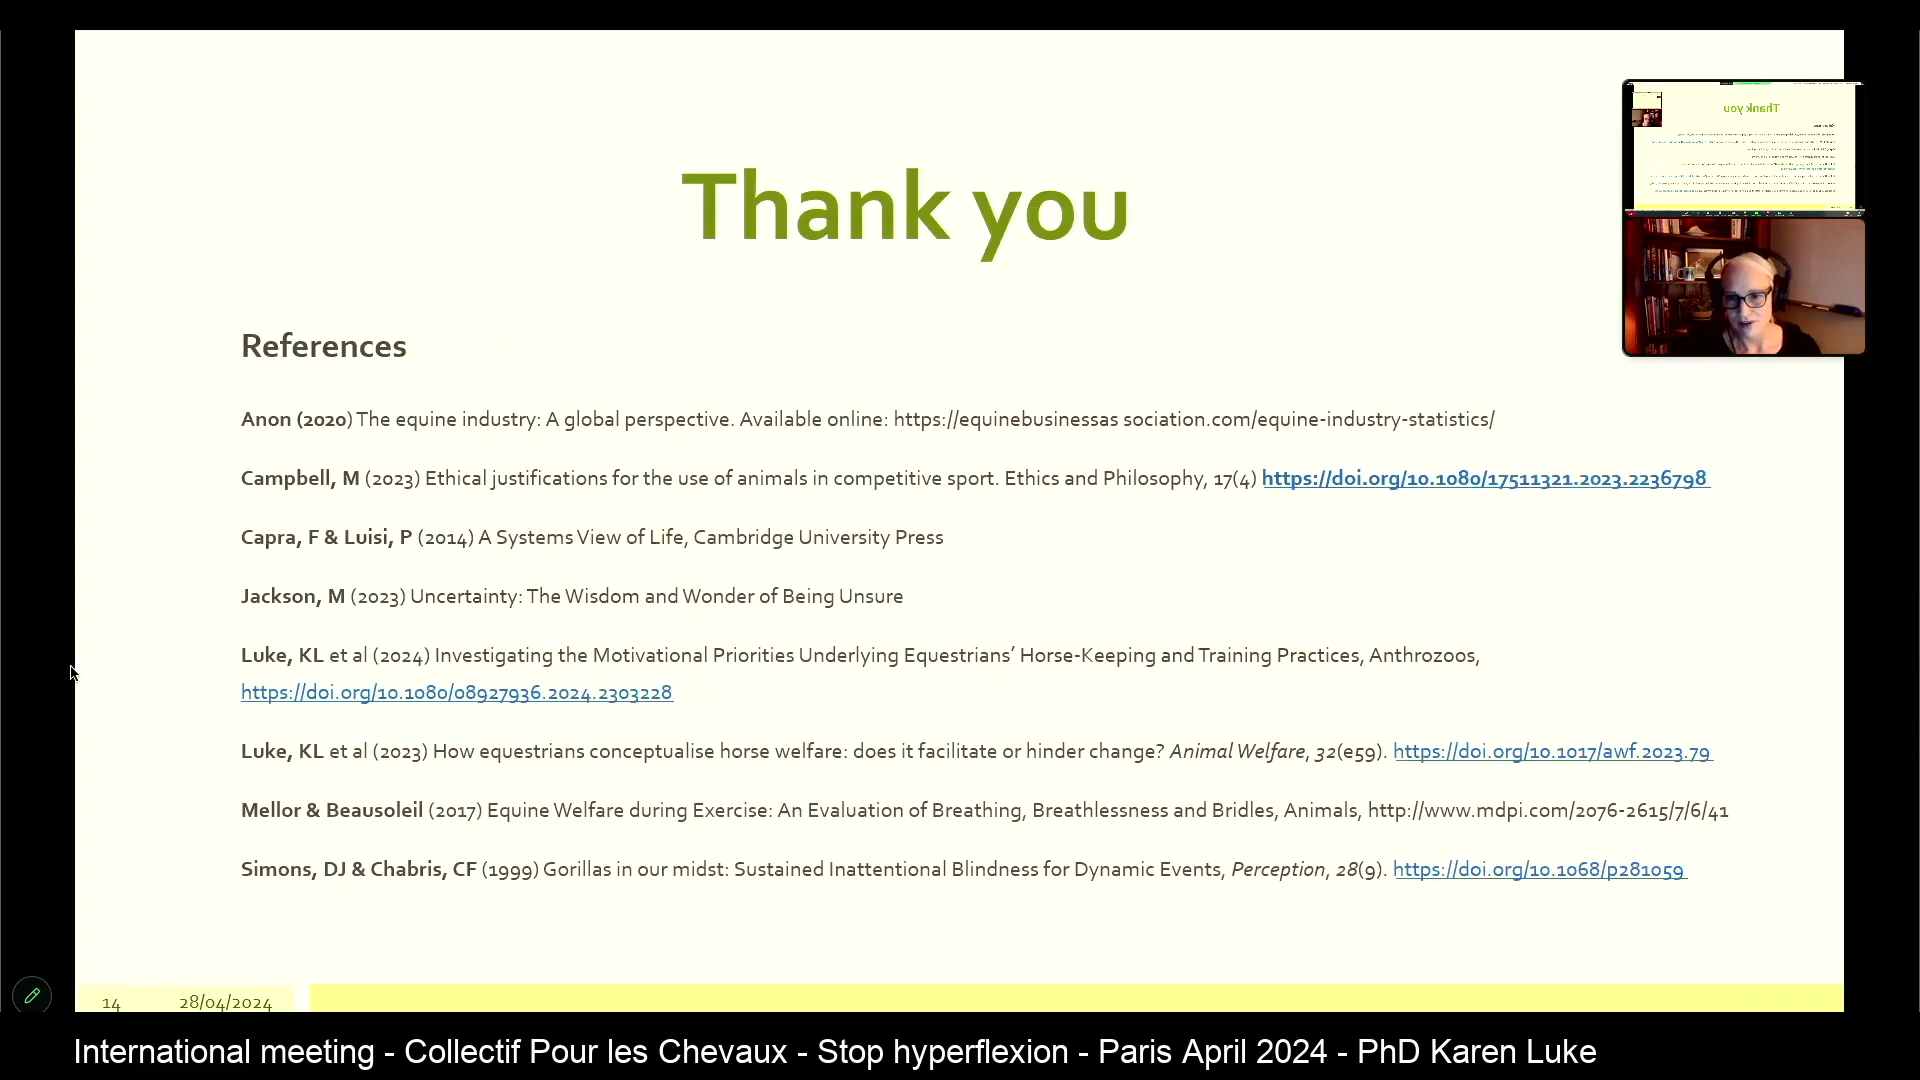 Thank you
References
Anon (2020) The equine industry: A global perspective. Available online: https://equinebusinessas sociation.com/equine-industry-statistics/
Campbell, M (2023) Ethical justifications for the use of animals in competitive sport. Ethics and Philosophy, 17(4) https://doi.org/10.1080/17511321.2023.2236798
Capra, F & Luisi, P (2014) A Systems View of Life, Cambridge University Press
Jackson, M (2023) Uncertainty: The Wisdom and Wonder of Being Unsure
Luke, KL et al (2024) Investigating the Motivational Priorities Underlying Equestrians’ Horse-Keeping and Training Practices, Anthrozoos,
https://doi.org/10.1080/08927936.2024.2303228
Luke, KL et al (2023) How equestrians conceptualise horse welfare: does it facilitate or hinder change? Animal Welfare, 32(e59). https://doi.org/10.1017/awf.2023.79
Mellor & Beausoleil (2017) Equine Welfare during Exercise: An Evaluation of Breathing, Breathlessness and Bridles, Animals, http://www.mdpi.com/2076-2615/7/6/41
Simons, DJ & Chabris, CF (1999) Gorillas in our midst: Sustained Inattentional Blindness for Dynamic Events, Perception, 28(9). https://doi.org/10.1068/p281059
14 28/04/2024
International meeting - Collectif Pour les Chevaux - Stop hyperflexion - Paris April 2024 - PhD Karen Luke
Thank you